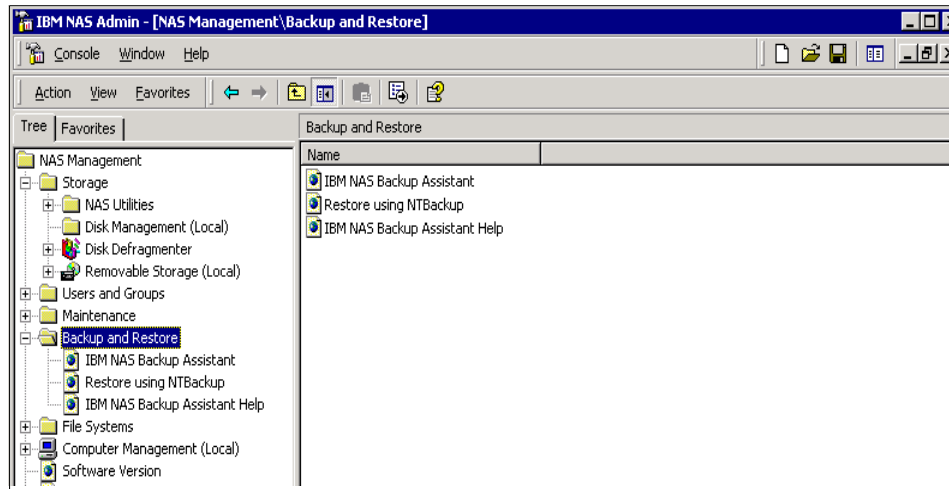 IBM NAS Admin - [NAS Management\Backup and Restore]
Console Window Help
Action View Favorites
Tree Favorites
Backup and Restore
NAS Management
Storage
NAS Utilities
Disk Management (Local)
Disk Defragmenter
Removable Storage (Local)
Users and Groups
Maintenance
Backup and Restore
IBM NAS Backup Assistant
Restore using NTBackup
IBM NAS Backup Assistant Help
File Systems
Computer Management (Local)
Software Version
Name
IBM NAS Backup Assistant
Restore using NTBackup
IBM NAS Backup Assistant Help